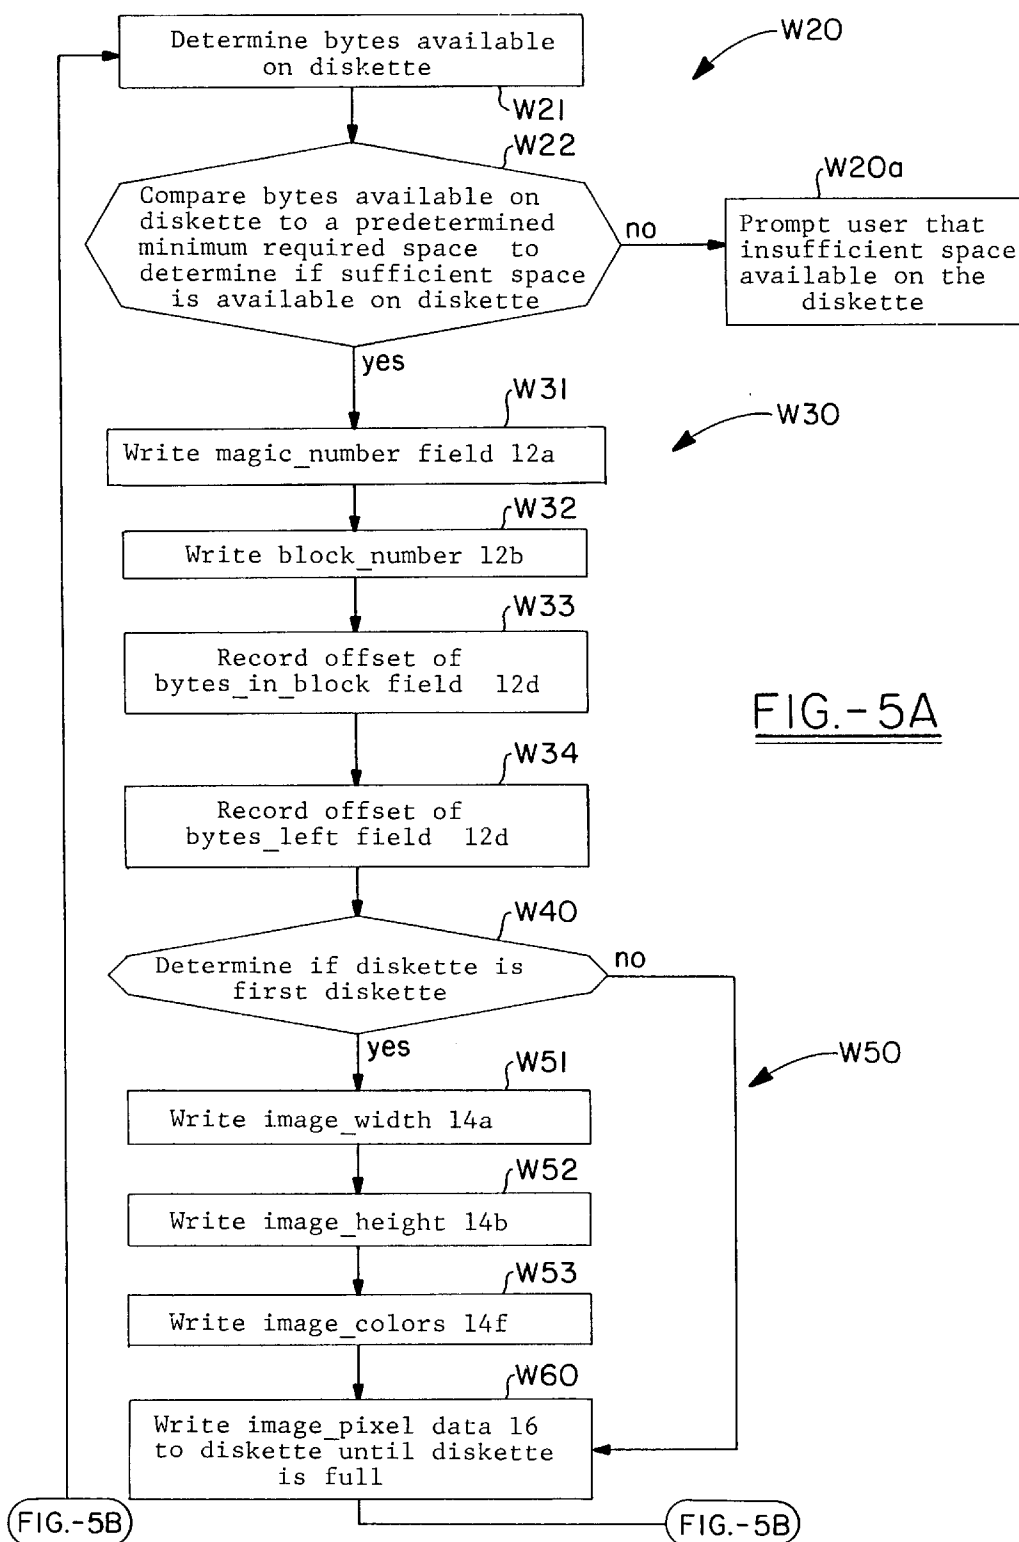 Determine bytes available
on diskette
W20
W21
W22
Compare bytes available on
diskette to a predetermined
minimum required space to
determine if sufficient space
is available on diskette
no
W20a
Prompt user that
insufficient space
available on the
diskette
yes
W31
Write magic_number field 12a
W30
W32
Write block_number 12b
W33
Record offset of
bytes_in_block field 12d
FIG.-5A
W34
Record offset of
bytes_left field 12d
W40
Determine if diskette is
first diskette
no
yes
W50
W51
Write image_width 14a
W52
Write image_height 14b
W53
Write image_colors 14f
W60
Write image_pixel data 16
to diskette until diskette
is full
FIG.-5B
FIG.-5B